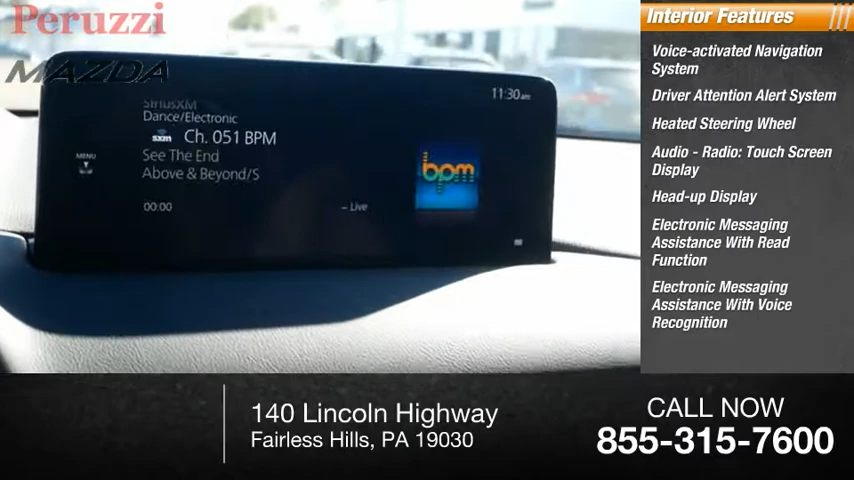 Peruzzi
MAZDA
SiriusXM
Dance/Electronic
sxm Ch. 051 BPM
See The End
Above & Beyond/S
00:00
– Live
11:30am
MENU
bpm
Interior Features
Voice-activated Navigation
System
Driver Attention Alert System
Heated Steering Wheel
Audio - Radio: Touch Screen
Display
Head-up Display
Electronic Messaging
Assistance With Read
Function
Electronic Messaging
Assistance With Voice
Recognition
140 Lincoln Highway
Fairless Hills, PA 19030
CALL NOW
855-315-7600